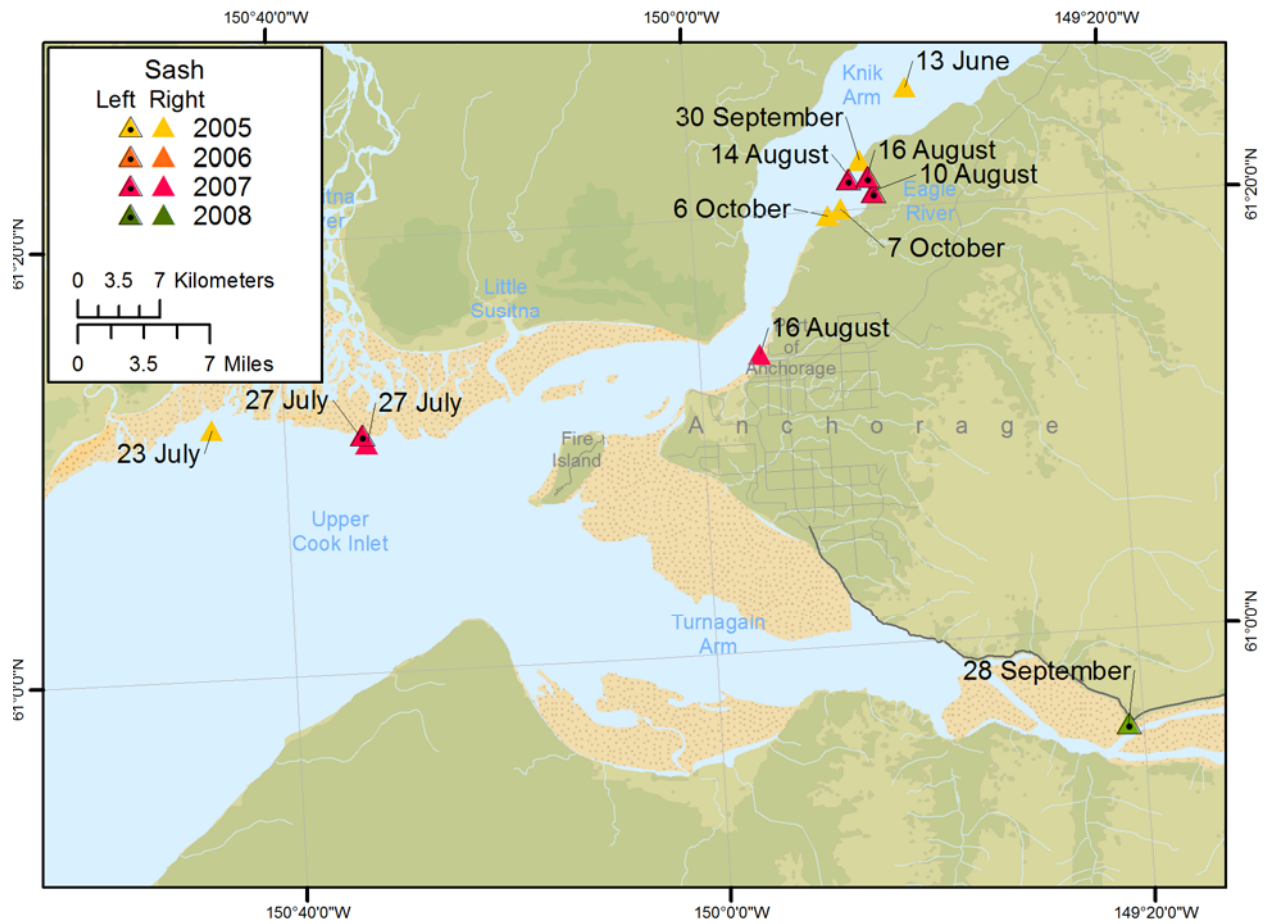 150°40'0"W 150°0'0"W 149°20'0"W
Sash
Left Right
2005
2006
2007
2008
0 3.5 7 Kilometers
0 3.5 7 Miles
Knik
Arm
13 June
30 September
14 August
16 August
10 August
Eagle
River
6 October
7 October
61°20'0"N
61°20'0"N
Little
Susitna
16 August
of
Anchorage
27 July
27 July
23 July
Fire
Island
Anchorage
Upper
Cook Inlet
Turnagain
Arm
61°0'0"N
28 September
61°0'0"N
150°40'0"W 150°0'0"W 149°20'0"W